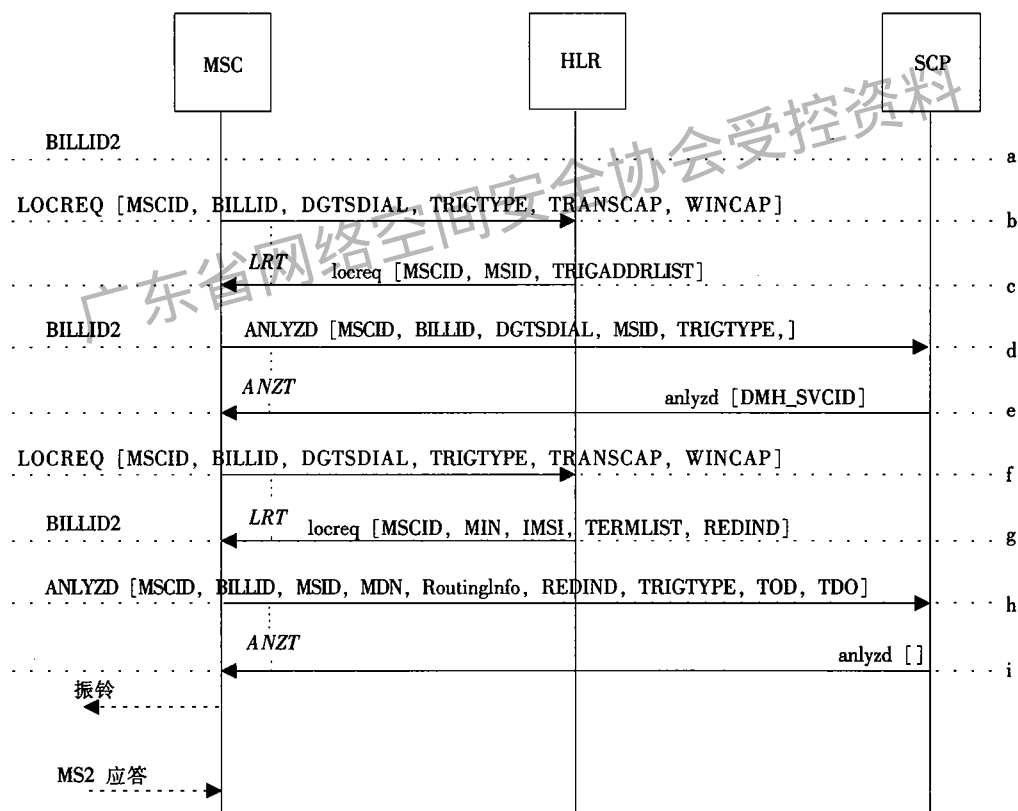 MSC HLR SCP
BILLID2
a
LOCREQ [MSCID, BILLID, DGTSDIAL, TRIGTYPE, TRANSCAP, WINCAP]
b
LRT locreq [MSCID, MSID, TRIGADDRLIST]
c
BILLID2 ANLYZD [MSCID, BILLID, DGTSDIAL, MSID, TRIGTYPE,]
d
ANZT anlyzd [DMH_SVCID]
e
LOCREQ [MSCID, BILLID, DGTSDIAL, TRIGTYPE, TRANSCAP, WINCAP]
f
BILLID2 LRT locreq [MSCID, MIN, IMSI, TERMLIST, REDIND]
g
ANLYZD [MSCID, BILLID, MSID, MDN, RoutingInfo, REDIND, TRIGTYPE, TOD, TDO]
h
ANZT anlyzd []
i
振铃
MS2 应答
广东省网络空间安全协会受控资料